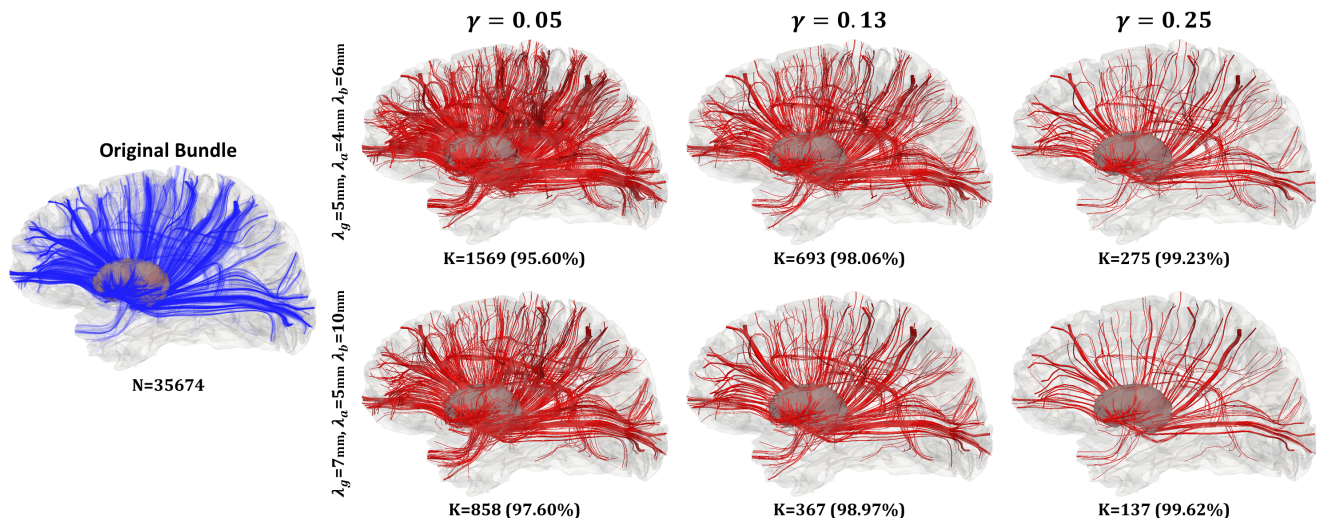 γ = 0.05
γ = 0.13
γ = 0.25
λg=5mm, λa=4mm λb=6mm
Original Bundle
N=35674
K=1569 (95.60%)
K=693 (98.06%)
K=275 (99.23%)
λg=7mm, λa=5mm λb=10mm
K=858 (97.60%)
K=367 (98.97%)
K=137 (99.62%)